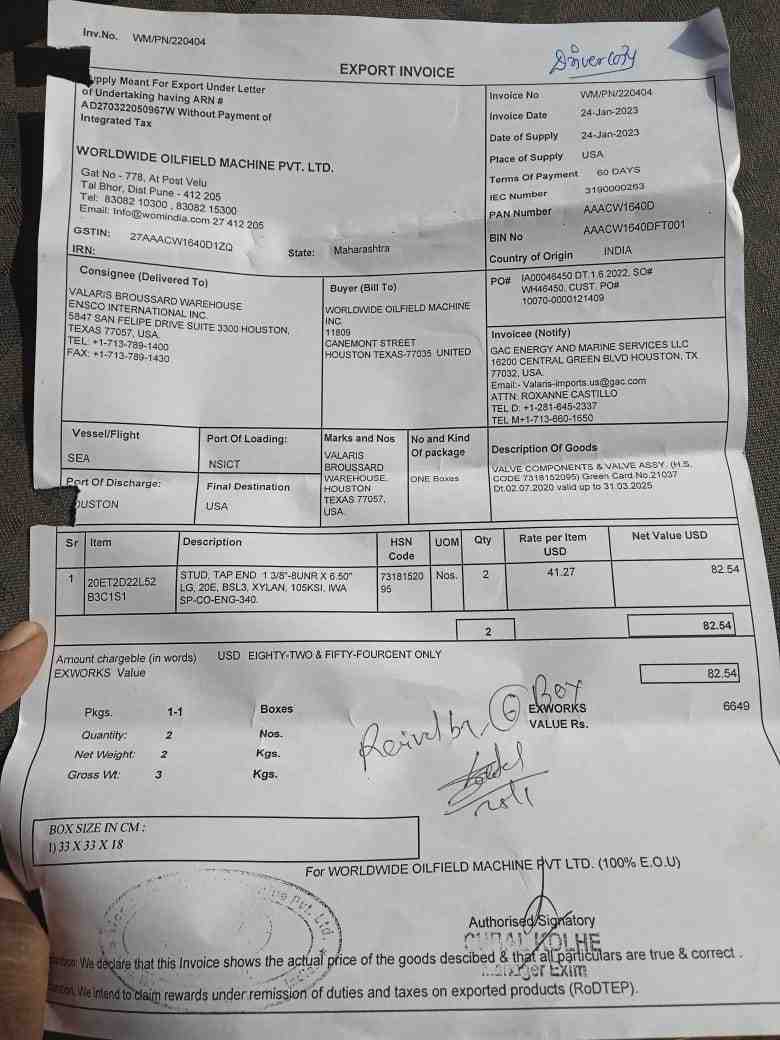 Inv.No. WM/PN/220404
EXPORT INVOICE
Driver Copy
upply Meant For Export Under Letter
of Undertaking having ARN #
AD270322050967W Without Payment of
Integrated Tax
WORLDWIDE OILFIELD MACHINE PVT. LTD.
Gat No - 778, At Post Velu
Tal Bhor, Dist Pune - 412 205
Tel: 83082 10300 , 83082 15300
Email: Info@womindia.com 27 412 205
GSTIN: 27AAACW1640D1ZQ
IRN:
State: Maharashtra
Invoice No WM/PN/220404
Invoice Date 24-Jan-2023
Date of Supply 24-Jan-2023
Place of Supply USA
Terms Of Payment 60 DAYS
IEC Number 3190000263
PAN Number AAACW1640D
BIN No AAACW1640DFT001
Country of Origin INDIA
Consignee (Delivered To)
VALARIS BROUSSARD WAREHOUSE
ENSCO INTERNATIONAL INC.
5847 SAN FELIPE DRIVE SUITE 3300 HOUSTON,
TEXAS 77057, USA.
TEL: +1-713-789-1400
FAX: +1-713-789-1430
Buyer (Bill To)
WORLDWIDE OILFIELD MACHINE
INC.
11809
CANEMONT STREET
HOUSTON TEXAS-77035 UNITED
PO# IA00046450 DT.1.6.2022, SO#
WH46450, CUST. PO#
10070-0000121409
Invoicee (Notify)
GAC ENERGY AND MARINE SERVICES LLC
16200 CENTRAL GREEN BLVD HOUSTON, TX
77032, USA.
Email:- Valaris-imports.us@gac.com
ATTN: ROXANNE CASTILLO
TEL D: +1-281-645-2337
TEL M+1-713-660-1650
Vessel/Flight
SEA
Port Of Loading:
NSICT
Port Of Discharge:
OUSTON
Final Destination
USA
Marks and Nos
VALARIS
BROUSSARD
WAREHOUSE,
HOUSTON
TEXAS 77057,
USA.
No and Kind
Of package
ONE Boxes
Description Of Goods
VALVE COMPONENTS & VALVE ASSY. (H.S.
CODE 7318152095) Green Card No.21037
Dt.02.07.2020 valid up to 31.03.2025
Sr Item Description HSN Code UOM Qty Rate per Item USD Net Value USD
1 20ET2D22L52 B3C1S1 STUD, TAP END 1 3/8"-8UNR X 6.50" LG, 20E, BSL3, XYLAN, 105KSI, IWA SP-CO-ENG-340. 73181520 95 Nos. 2 41.27 82.54
2 82.54
Amount chargeable (in words) USD EIGHTY-TWO & FIFTY-FOURCENT ONLY
EXWORKS Value 82.54
Pkgs. 1-1 Boxes
EXWORKS
VALUE Rs. 6649
Quantity: 2 Nos.
Net Weight: 2 Kgs.
Gross Wt: 3 Kgs.
Box
BOX SIZE IN CM :
1) 33 X 33 X 18
For WORLDWIDE OILFIELD MACHINE PVT LTD. (100% E.O.U)
Authorised Signatory
KOLHE
Manager Exim
Pvt. Ltd.
We declare that this Invoice shows the actual price of the goods descibed & that all particulars are true & correct .
We intend to claim rewards under remission of duties and taxes on exported products (RoDTEP).